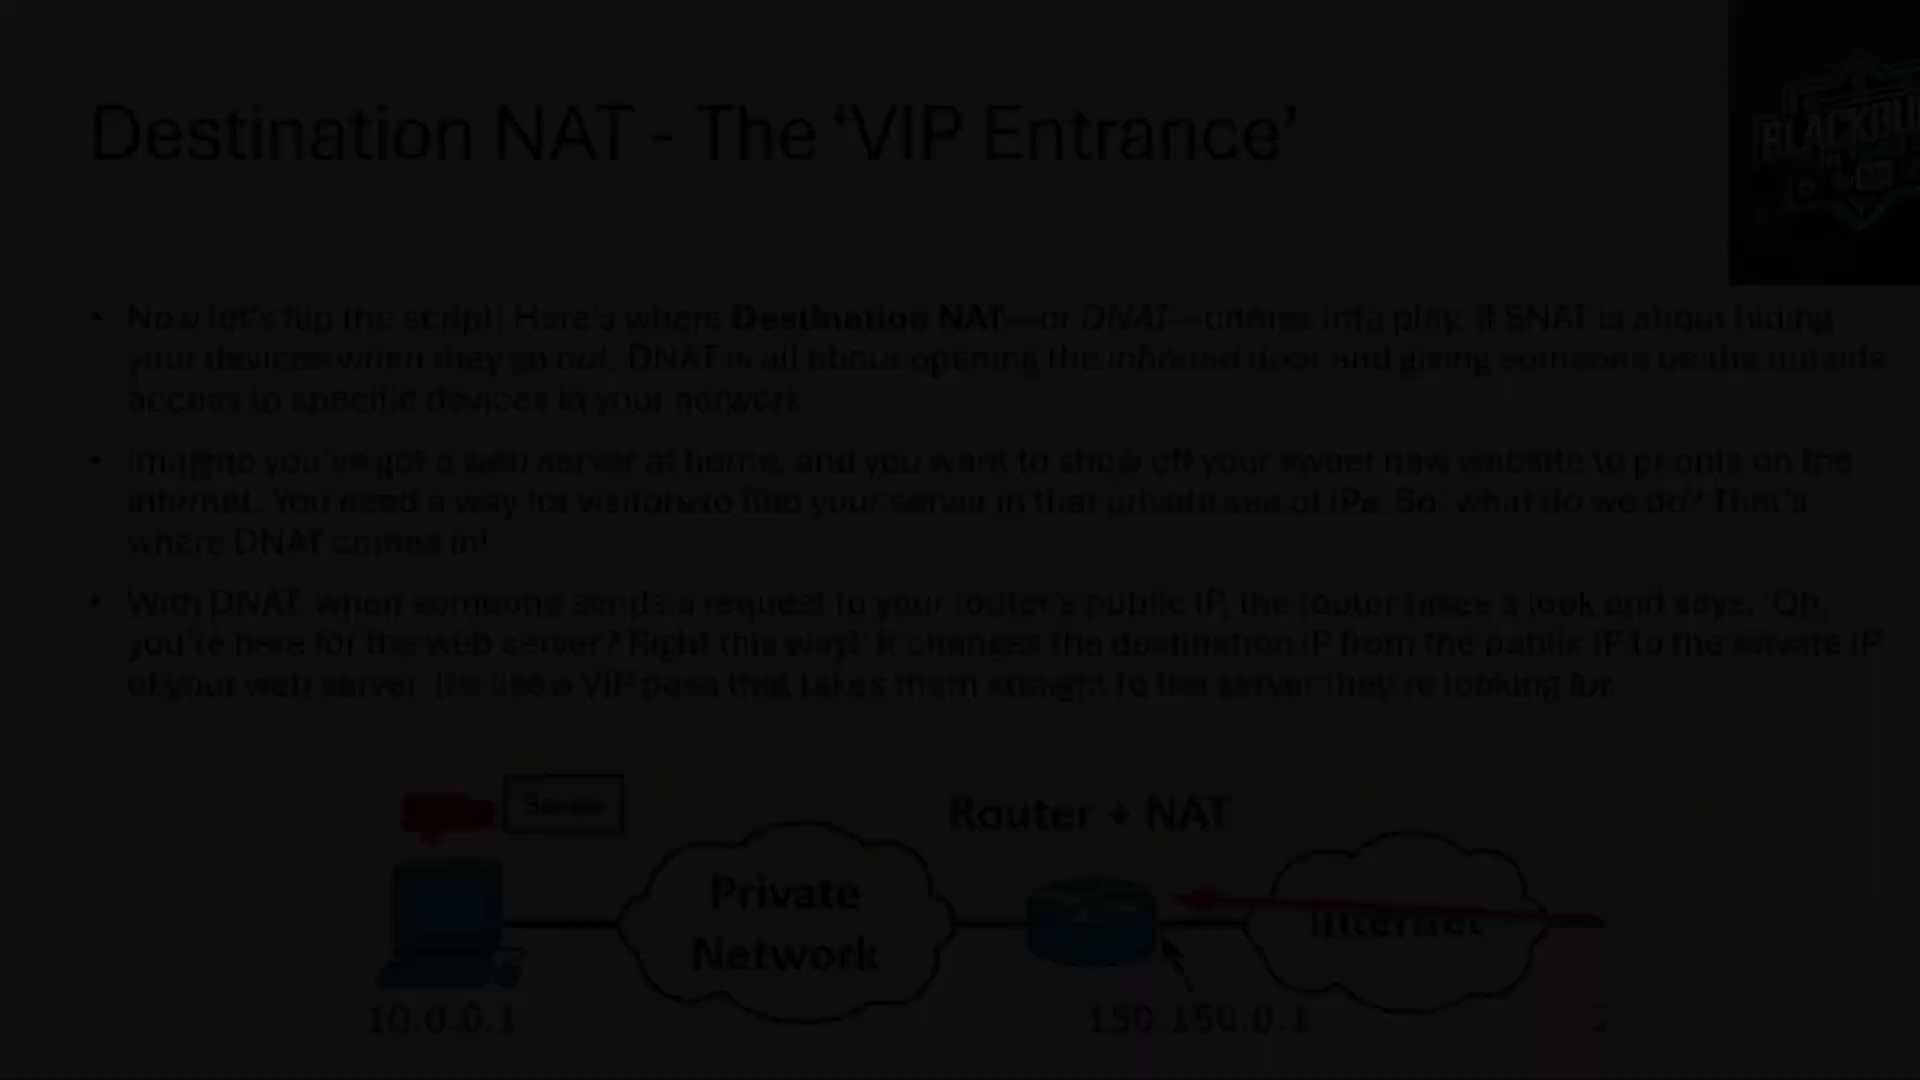 Destination NAT - The ‘VIP Entrance’
• Now let's flip the script! Here's where Destination NAT—or DNAT—comes into play. If SNAT is about hiding
your devices when they go out, DNAT is all about opening the inbound door and giving someone on the outside
access to specific devices in your network.
• Imagine you've got a web server at home, and you want to show off your sweet new website to people on the
internet. You need a way for visitors to find your server in that private sea of IPs. So, what do we do? That's
where DNAT comes in!
• With DNAT, when someone sends a request to your router's public IP, the router takes a look and says, 'Oh,
you're here for the web server? Right this way!' It changes the destination IP from the public IP to the private IP
of your web server. It's like a VIP pass that takes them straight to the server they're looking for.
Server
Router + NAT
Private
Network
Internet
10.0.0.1
150.150.0.1